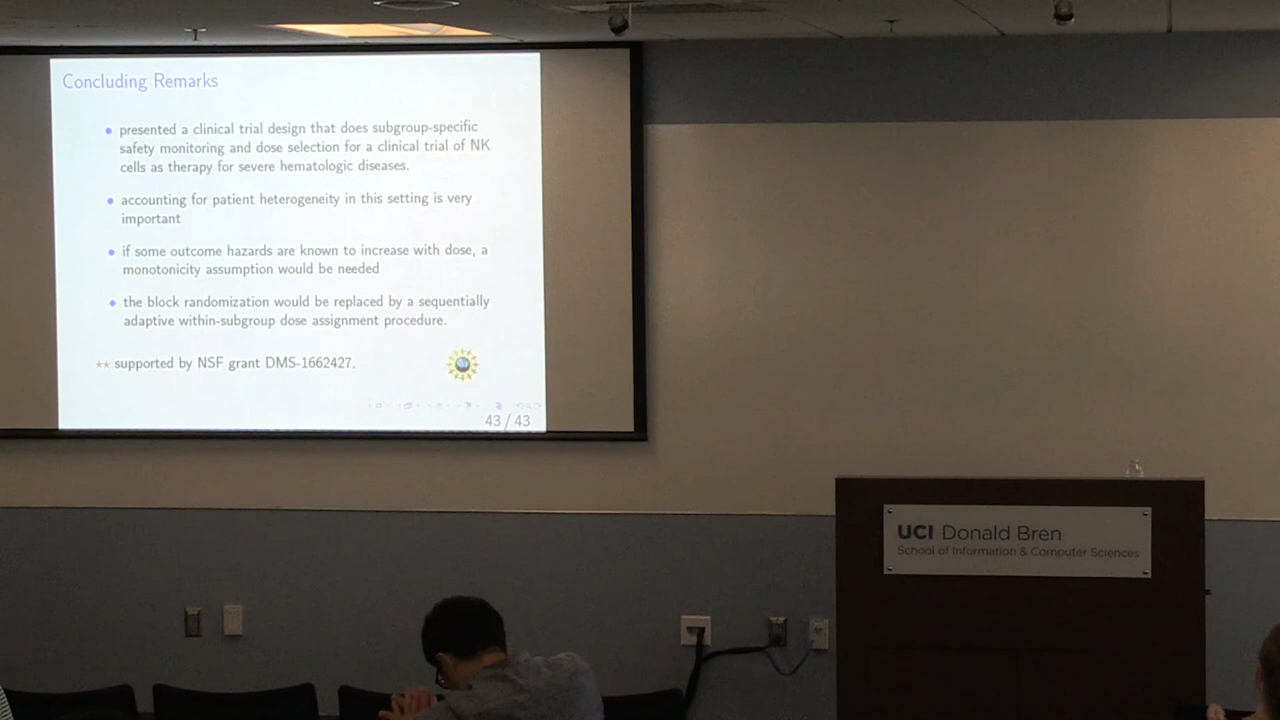 Concluding Remarks
• presented a clinical trial design that does subgroup-specific
safety monitoring and dose selection for a clinical trial of NK
cells as therapy for severe hematologic diseases.
• accounting for patient heterogeneity in this setting is very
important
• if some outcome hazards are known to increase with dose, a
monotonicity assumption would be needed
• the block randomization would be replaced by a sequentially
adaptive within-subgroup dose assignment procedure.
⋆⋆ supported by NSF grant DMS-1662427.
43 / 43
UCI Donald Bren
School of Information & Computer Sciences